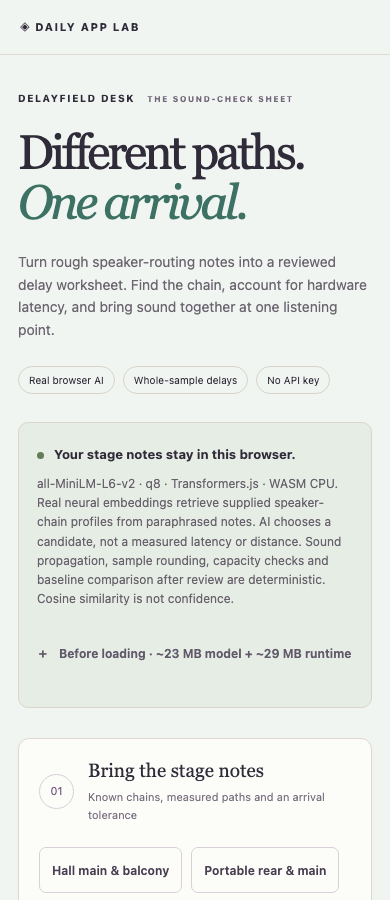 ◈ DAILY APP LAB
DELAYFIELD DESK THE SOUND-CHECK SHEET
Different paths.
One arrival.
Turn rough speaker-routing notes into a reviewed
delay worksheet. Find the chain, account for hardware
latency, and bring sound together at one listening
point.
Real browser AI Whole-sample delays No API key
Your stage notes stay in this browser.
all-MiniLM-L6-v2 · q8 · Transformers.js · WASM CPU.
Real neural embeddings retrieve supplied speaker-
chain profiles from paraphrased notes. AI chooses a
candidate, not a measured latency or distance. Sound
propagation, sample rounding, capacity checks and
baseline comparison after review are deterministic.
Cosine similarity is not confidence.
+ Before loading · ~23 MB model + ~29 MB runtime
01
Bring the stage notes
Known chains, measured paths and an arrival
tolerance
Hall main & balcony Portable rear & main